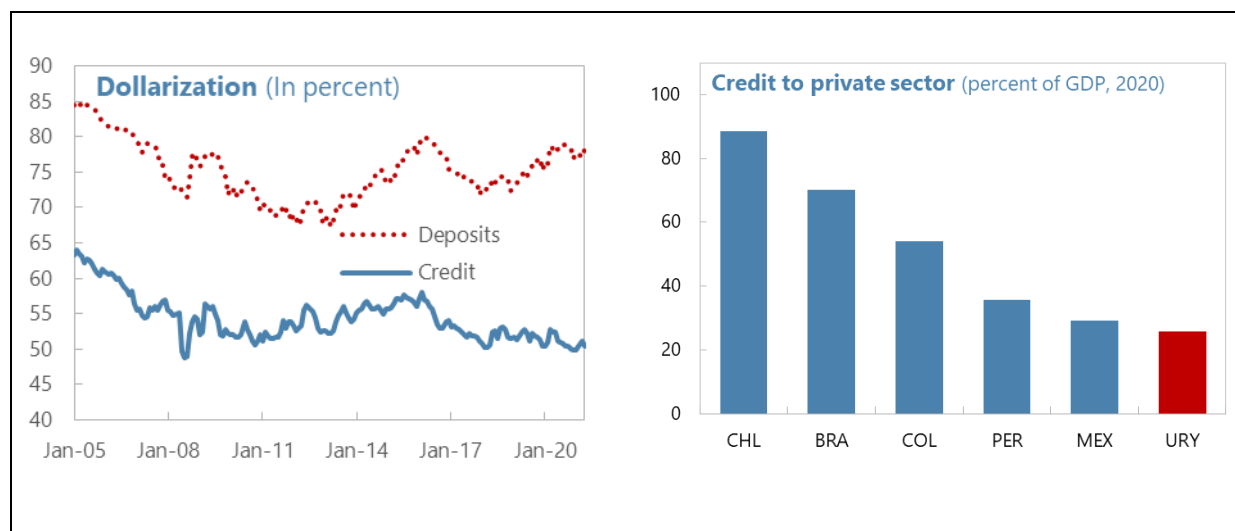 Dollarization (In percent)
90
85
80
75
70
65
60
55
50
45
40
Deposits
Credit
Jan-05 Jan-08 Jan-11 Jan-14 Jan-17 Jan-20
Credit to private sector (percent of GDP, 2020)
100
80
60
40
20
0
CHL BRA COL PER MEX URY